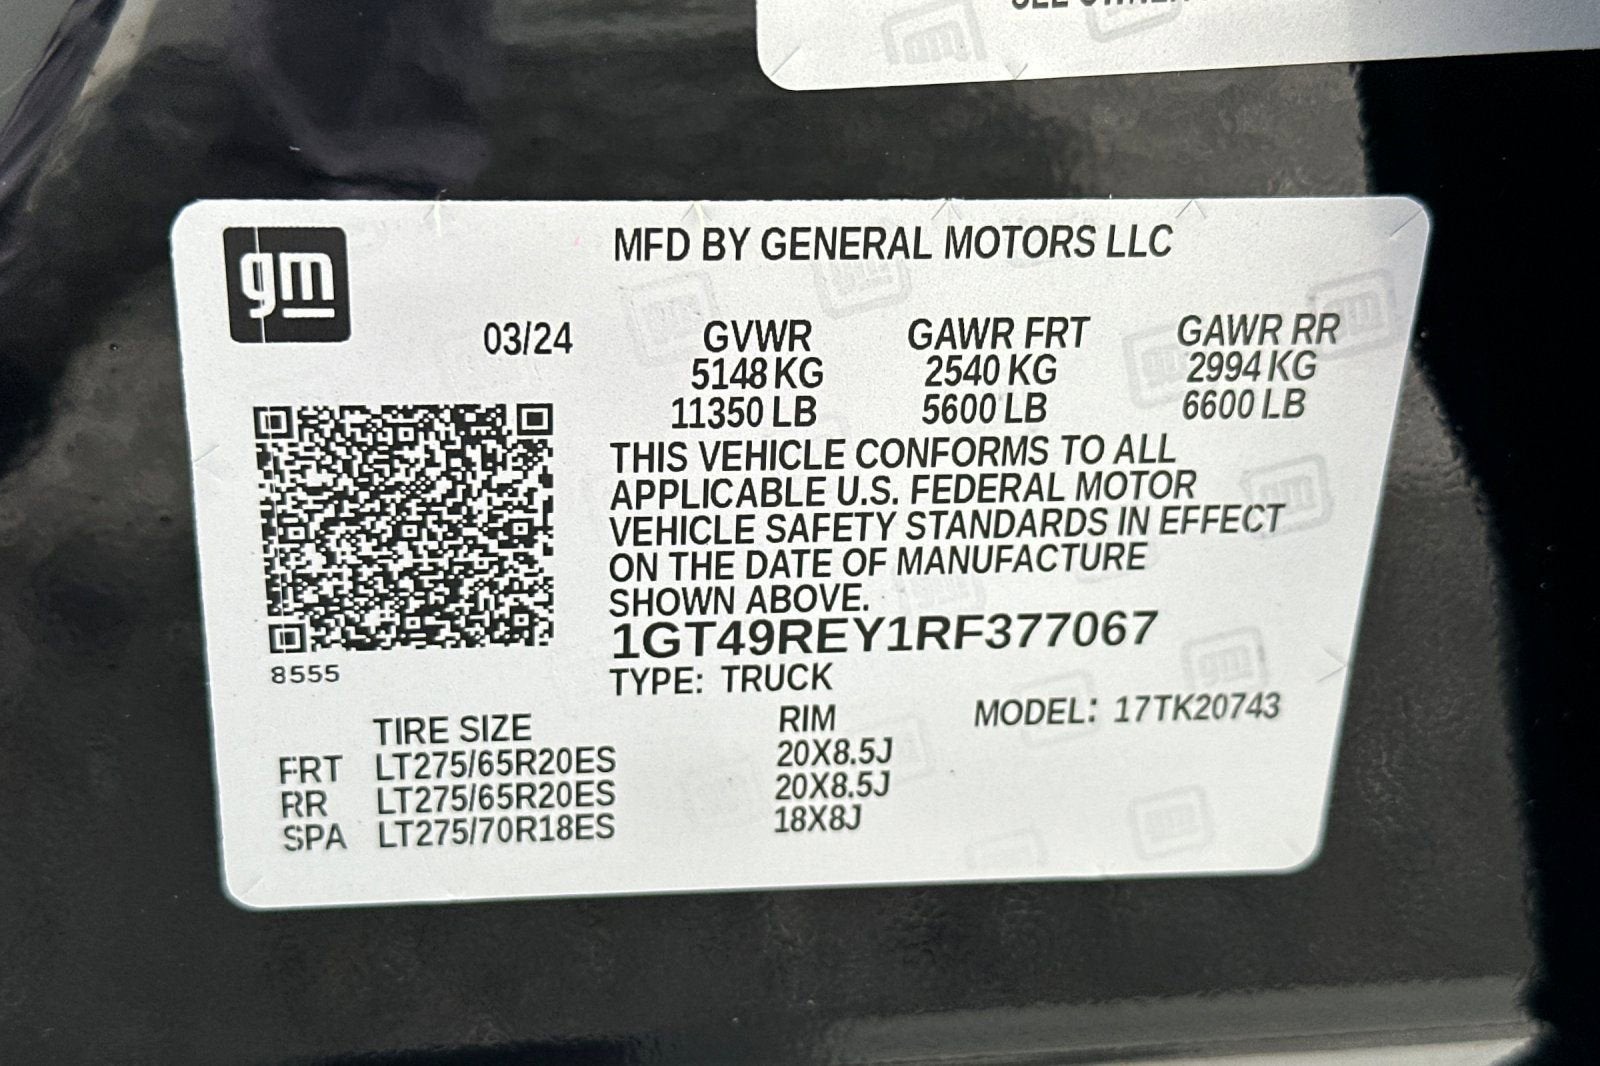 gm
MFD BY GENERAL MOTORS LLC
03/24 GVWR GAWR FRT GAWR RR
5148 KG 2540 KG 2994 KG
11350 LB 5600 LB 6600 LB
THIS VEHICLE CONFORMS TO ALL
APPLICABLE U.S. FEDERAL MOTOR
VEHICLE SAFETY STANDARDS IN EFFECT
ON THE DATE OF MANUFACTURE
SHOWN ABOVE.
1GT49REY1RF377067
8555
TYPE: TRUCK
TIRE SIZE RIM MODEL: 17TK20743
FRT LT275/65R20ES 20X8.5J
RR LT275/65R20ES 20X8.5J
SPA LT275/70R18ES 18X8J